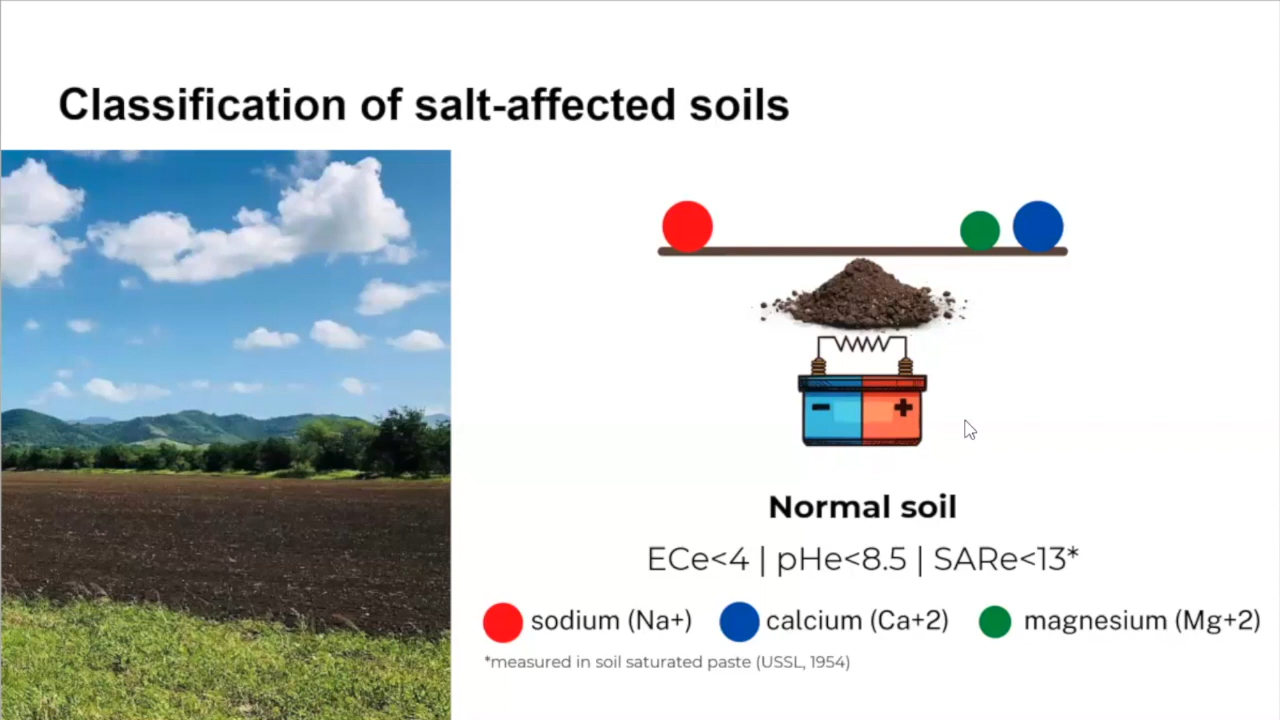 Classification of salt-affected soils
Normal soil
ECe<4 | pHe<8.5 | SARe<13*
sodium (Na+) calcium (Ca+2) magnesium (Mg+2)
*measured in soil saturated paste (USSL, 1954)